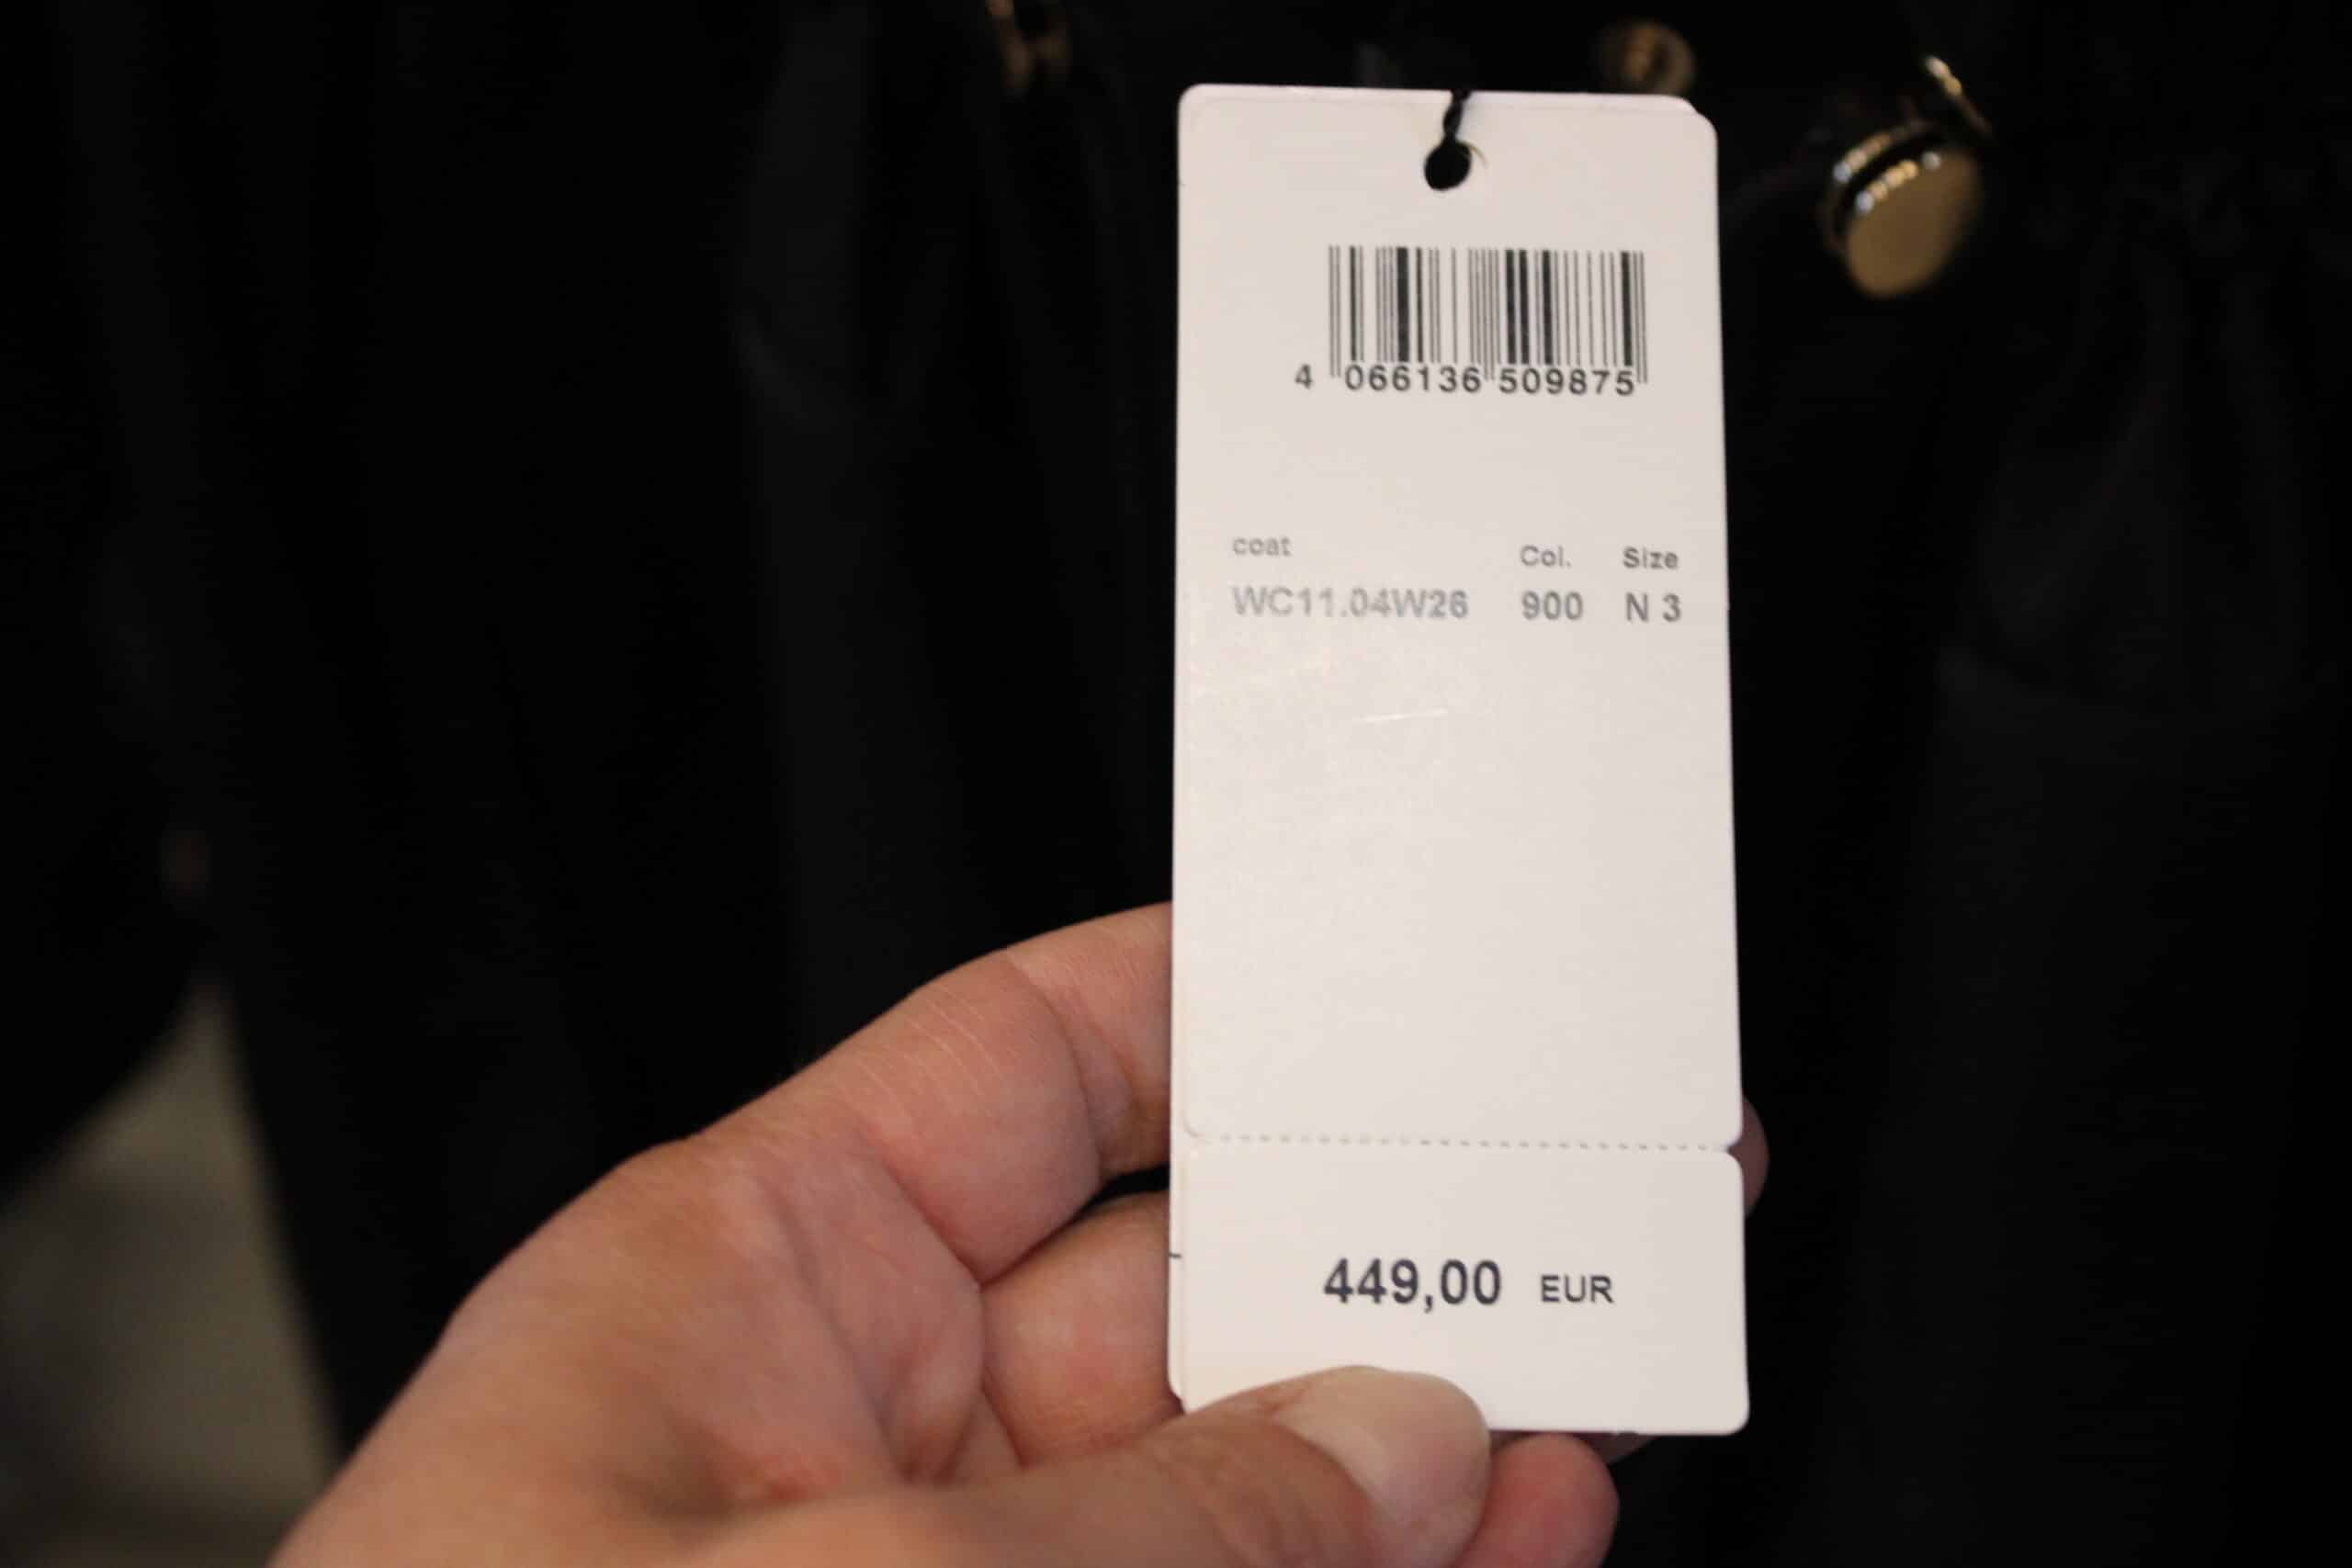 4 066136 509875
coat Col. Size
WC11.04W26 900 N 3
449,00 EUR